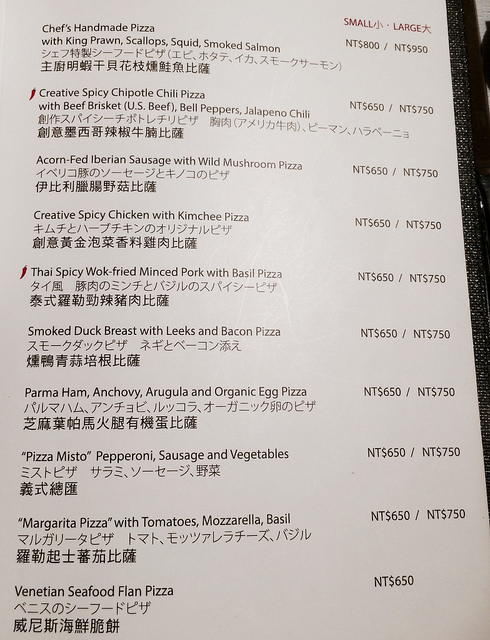 SMALL小・LARGE大
Chef's Handmade Pizza
with King Prawn, Scallops, Squid, Smoked Salmon NT$800 / NT$950
シェフ特製シーフードピザ（エビ、ホタテ、イカ、スモークサーモン）
主廚明蝦干貝花枝燻鮭魚比薩
Creative Spicy Chipotle Chili Pizza
with Beef Brisket (U.S. Beef), Bell Peppers, Jalapeno Chili NT$650 / NT$750
創作スパイシーチポトレチリピザ　胸肉（アメリカ牛肉）、ピーマン、ハラペーニョ
創意墨西哥辣椒牛腩比薩
Acorn-Fed Iberian Sausage with Wild Mushroom Pizza NT$650 / NT$750
イベリコ豚のソーセージとキノコのピザ
伊比利臘腸野菇比薩
Creative Spicy Chicken with Kimchee Pizza NT$650 / NT$750
キムチとハーブチキンのオリジナルピザ
創意黃金泡菜香料雞肉比薩
Thai Spicy Wok-fried Minced Pork with Basil Pizza NT$650 / NT$750
タイ風　豚肉のミンチとバジルのスパイシーピザ
泰式羅勒勁辣豬肉比薩
Smoked Duck Breast with Leeks and Bacon Pizza NT$650 / NT$750
スモークダックピザ　ネギとベーコン添え
燻鴨青蒜培根比薩
Parma Ham, Anchovy, Arugula and Organic Egg Pizza NT$650 / NT$750
パルマハム、アンチョビ、ルッコラ、オーガニック卵のピザ
芝麻葉帕馬火腿有機蛋比薩
"Pizza Misto" Pepperoni, Sausage and Vegetables NT$650 / NT$750
ミストピザ　サラミ、ソーセージ、野菜
義式總匯
"Margarita Pizza" with Tomatoes, Mozzarella, Basil NT$650 / NT$750
マルガリータピザ　トマト、モッツァレラチーズ、バジル
羅勒起士蕃茄比薩
Venetian Seafood Flan Pizza NT$650
ベニスのシーフードピザ
威尼斯海鮮脆餅